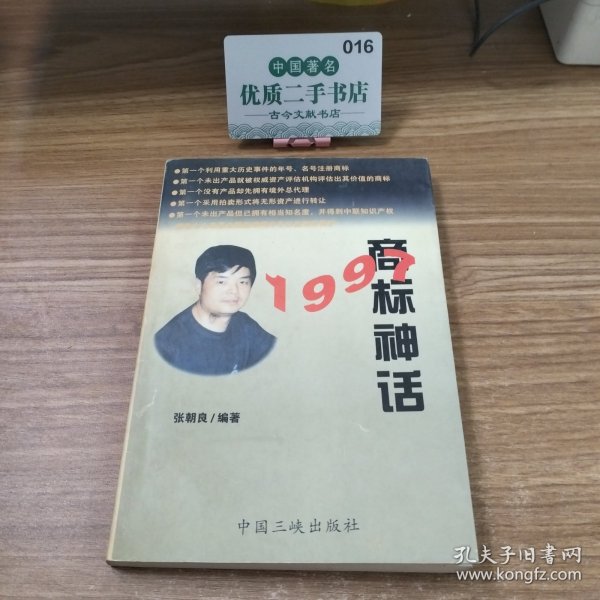 016
中国著名
优质二手书店
古今文献书店
●第一个利用重大历史事件的年号、名号注册商标
●第一个未出产品就被权威资产评估机构评估出其价值的商标
●第一个没有产品却先拥有境外总代理
●第一个采用拍卖形式将无形资产进行转让
●第一个未出产品但已拥有相当知名度，并得到中联知识产权
1997
商标神话
张朝良/编著
中国三峡出版社
孔夫子旧书网
www.kongfz.com